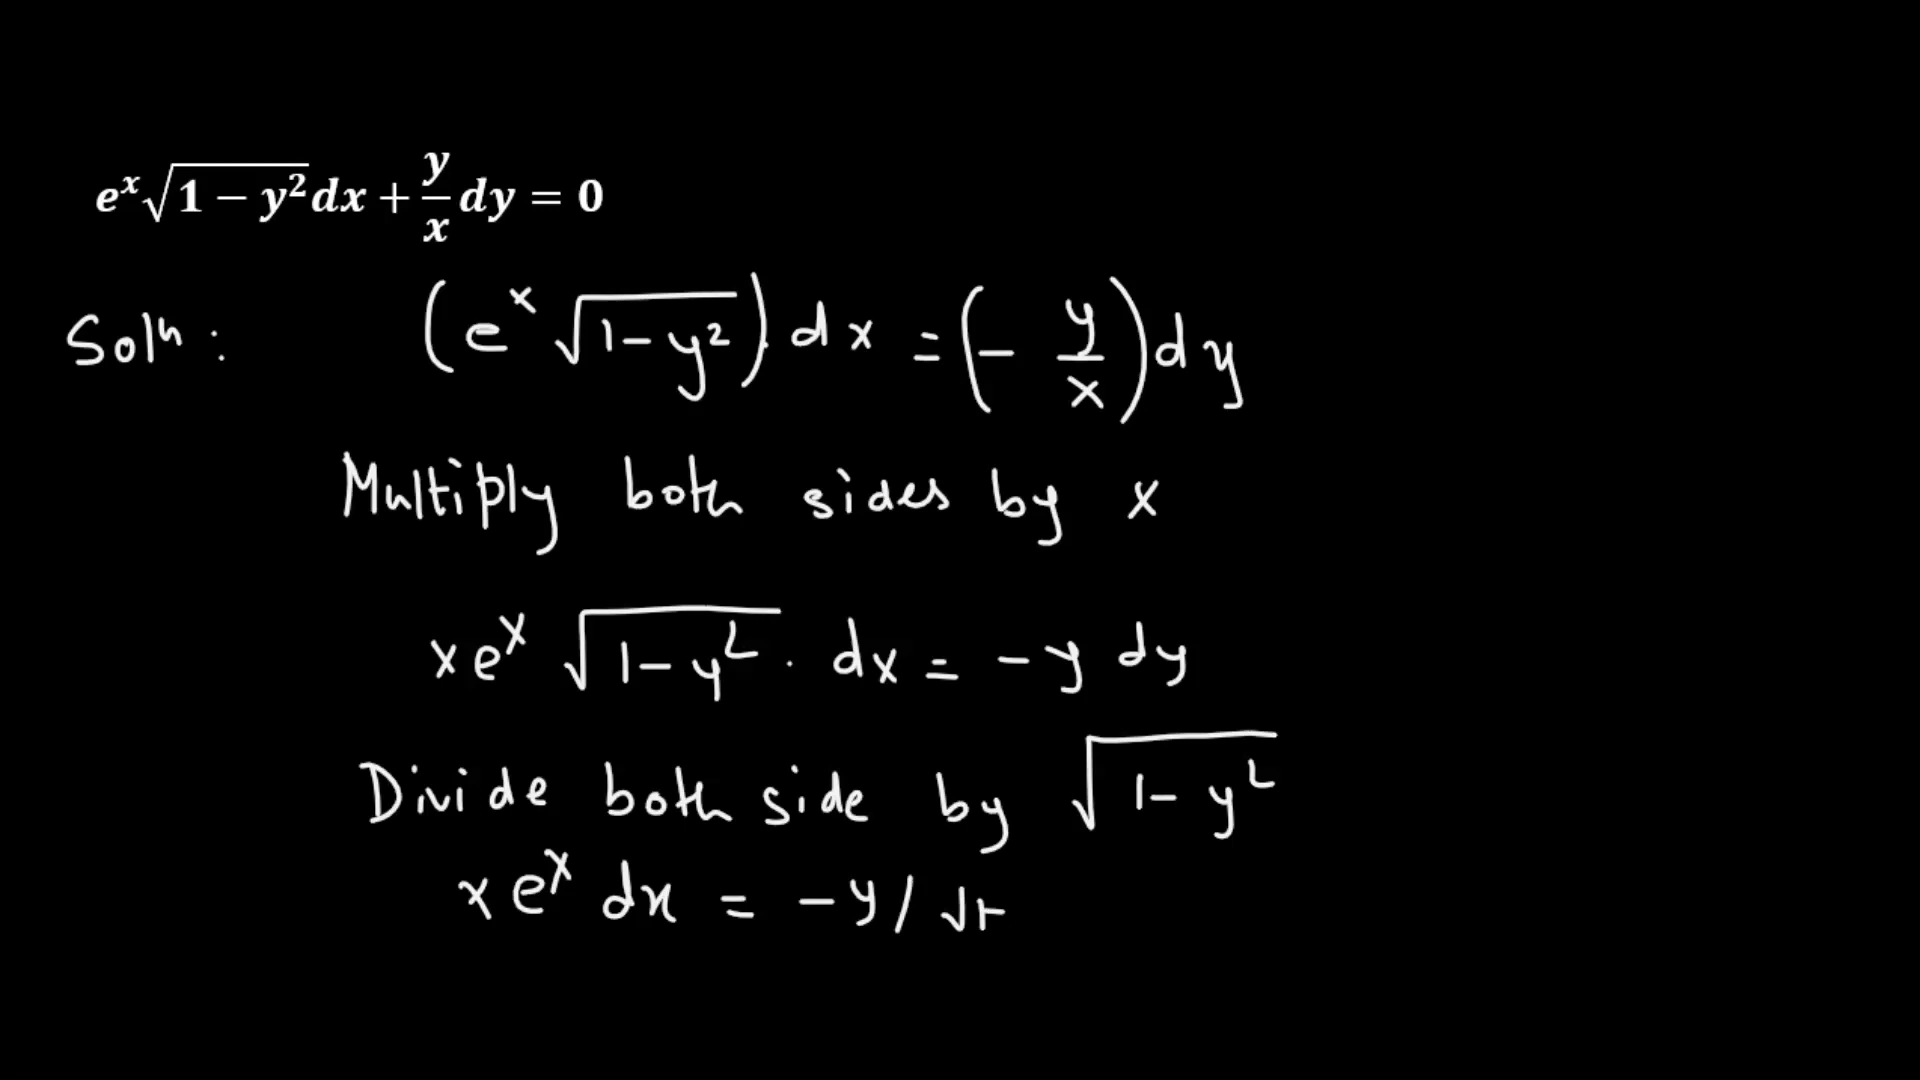 e^x √(1 − y²) dx + y/x dy = 0
Soln : (e^x √(1−y²)). dx = (− y/x) dy
Multiply both sides by x
x e^x √(1−y²) . dx = −y dy
Divide both side by √(1−y²)
x e^x dx = −y/√1−